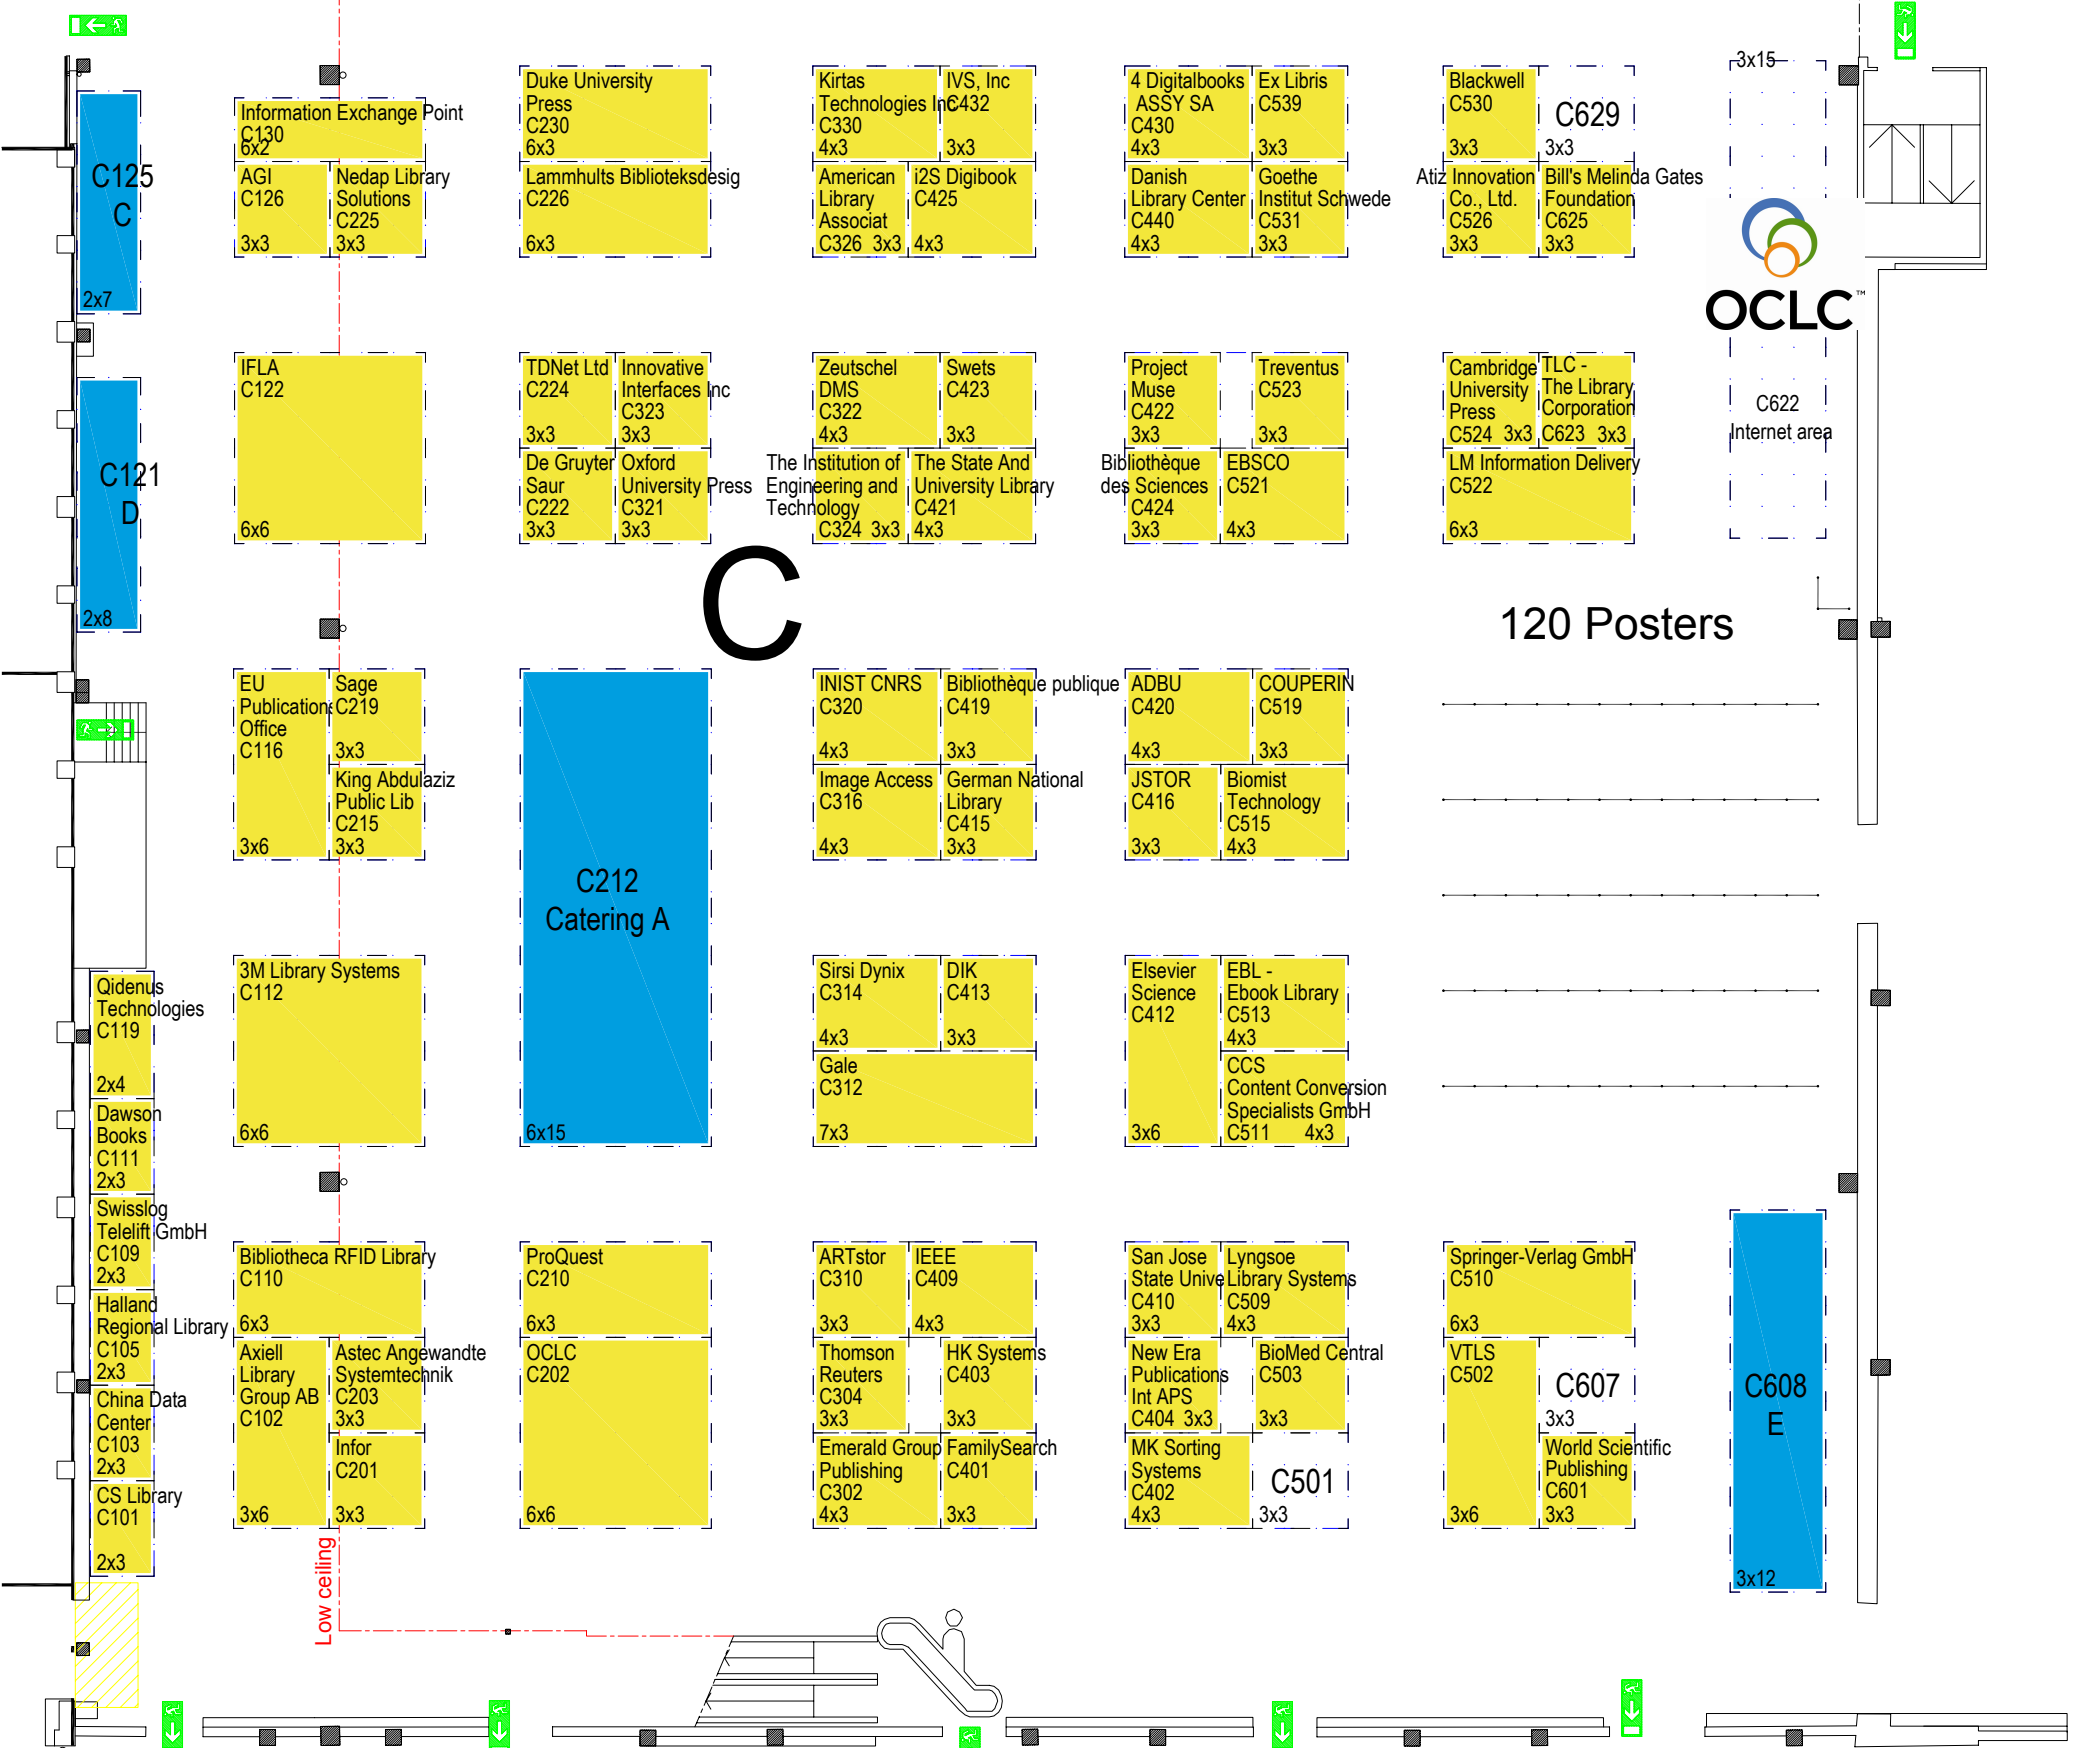 Duke University
Press
C230
6x3
Kirtas
Technologies Inc
C330
4x3
IVS, Inc
C432
3x3
4 Digitalbooks
ASSY SA
C430
4x3
Ex Libris
C539
3x3
Blackwell
C530
3x3
C629
3x3
3x15
Information Exchange Point
C130
6x2
C125
C
2x7
AGI
C126
3x3
Nedap Library
Solutions
C225
3x3
Lammhults Biblioteksdesig
C226
6x3
American
Library
Associat
C326 3x3
i2S Digibook
C425
4x3
Danish
Library Center
C440
4x3
Goethe
Institut Schwede
C531
3x3
Atiz Innovation
Co., Ltd.
C526
3x3
Bill's Melinda Gates
Foundation
C625
3x3
OCLC™
C121
D
2x8
IFLA
C122
6x6
TDNet Ltd
C224
3x3
Innovative
Interfaces Inc
C323
3x3
Zeutschel
DMS
C322
4x3
Swets
C423
3x3
Project
Muse
C422
3x3
Treventus
C523
3x3
Cambridge
University
Press
C524 3x3
TLC -
The Library
Corporation
C623 3x3
C622
Internet area
De Gruyter
Saur
C222
3x3
Oxford
University Press
C321
3x3
The Institution of
Engineering and
Technology
C324 3x3
The State And
University Library
C421
4x3
Bibliothèque
des Sciences
C424
3x3
EBSCO
C521
4x3
LM Information Delivery
C522
6x3
C
120 Posters
EU
Publications
Office
C116
3x6
Sage
C219
3x3
King Abdulaziz
Public Lib
C215
3x3
C212
Catering A
6x15
INIST CNRS
C320
4x3
Bibliothèque publique
C419
3x3
ADBU
C420
4x3
COUPERIN
C519
3x3
Image Access
C316
4x3
German National
Library
C415
3x3
JSTOR
C416
3x3
Biomist
Technology
C515
4x3
Qidenus
Technologies
C119
2x4
3M Library Systems
C112
6x6
Sirsi Dynix
C314
4x3
DIK
C413
3x3
Elsevier
Science
C412
3x6
EBL -
Ebook Library
C513
4x3
Gale
C312
7x3
CCS
Content Conversion
Specialists GmbH
C511 4x3
Dawson
Books
C111
2x3
Swisslog
Telelift GmbH
C109
2x3
Halland
Regional Library
C105
2x3
China Data
Center
C103
2x3
CS Library
C101
2x3
Bibliotheca RFID Library
C110
6x3
ProQuest
C210
6x3
ARTstor
C310
3x3
IEEE
C409
4x3
San Jose
State Unive
C410
3x3
Lyngsoe
Library Systems
C509
4x3
Springer-Verlag GmbH
C510
6x3
Axiell
Library
Group AB
C102
3x6
Astec Angewandte
Systemtechnik
C203
3x3
Infor
C201
3x3
OCLC
C202
6x6
Thomson
Reuters
C304
3x3
HK Systems
C403
3x3
New Era
Publications
Int APS
C404 3x3
BioMed Central
C503
3x3
VTLS
C502
3x6
C607
3x3
C608
E
3x12
Emerald Group
Publishing
C302
4x3
FamilySearch
C401
3x3
MK Sorting
Systems
C402
4x3
C501
3x3
World Scientific
Publishing
C601
3x3
Low ceiling